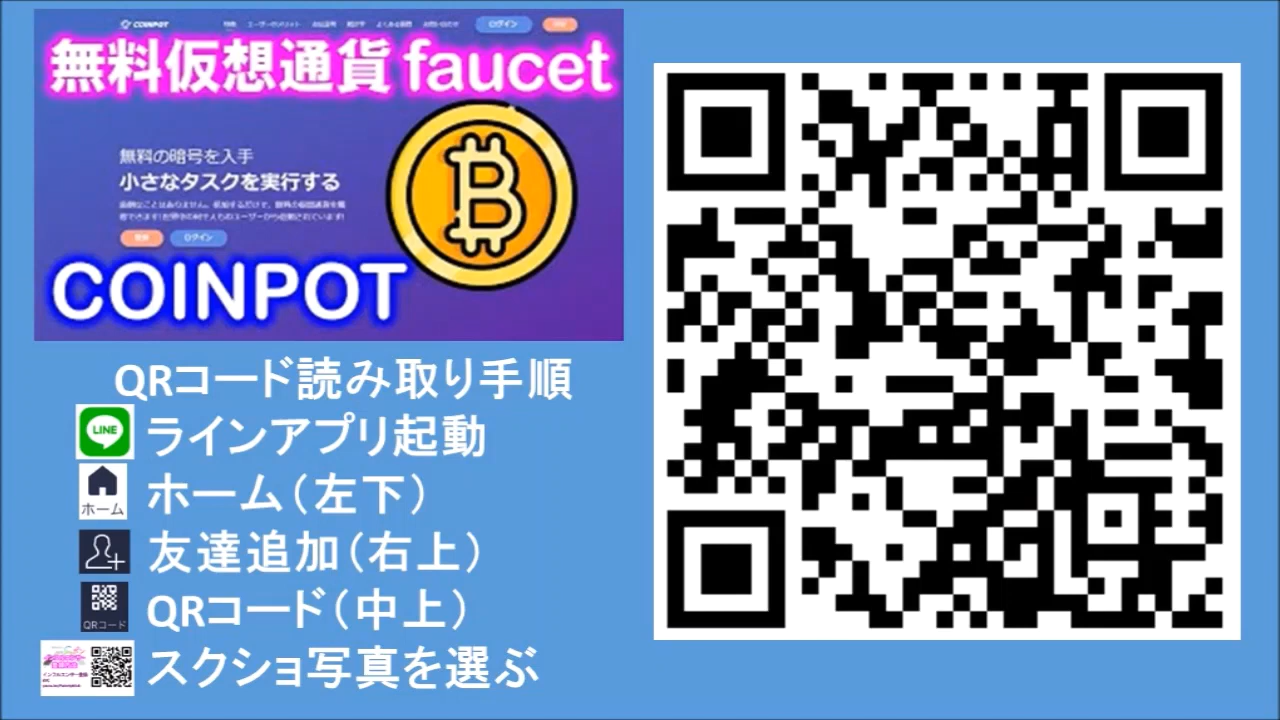 COINPOT
ログイン
無料仮想通貨 faucet
無料の暗号を入手
小さなタスクを実行する
ログイン
COINPOT
QRコード読み取り手順
LINE
ラインアプリ起動
ホーム
ホーム（左下）
友達追加（右上）
QRコード
QRコード（中上）
スクショ写真を選ぶ